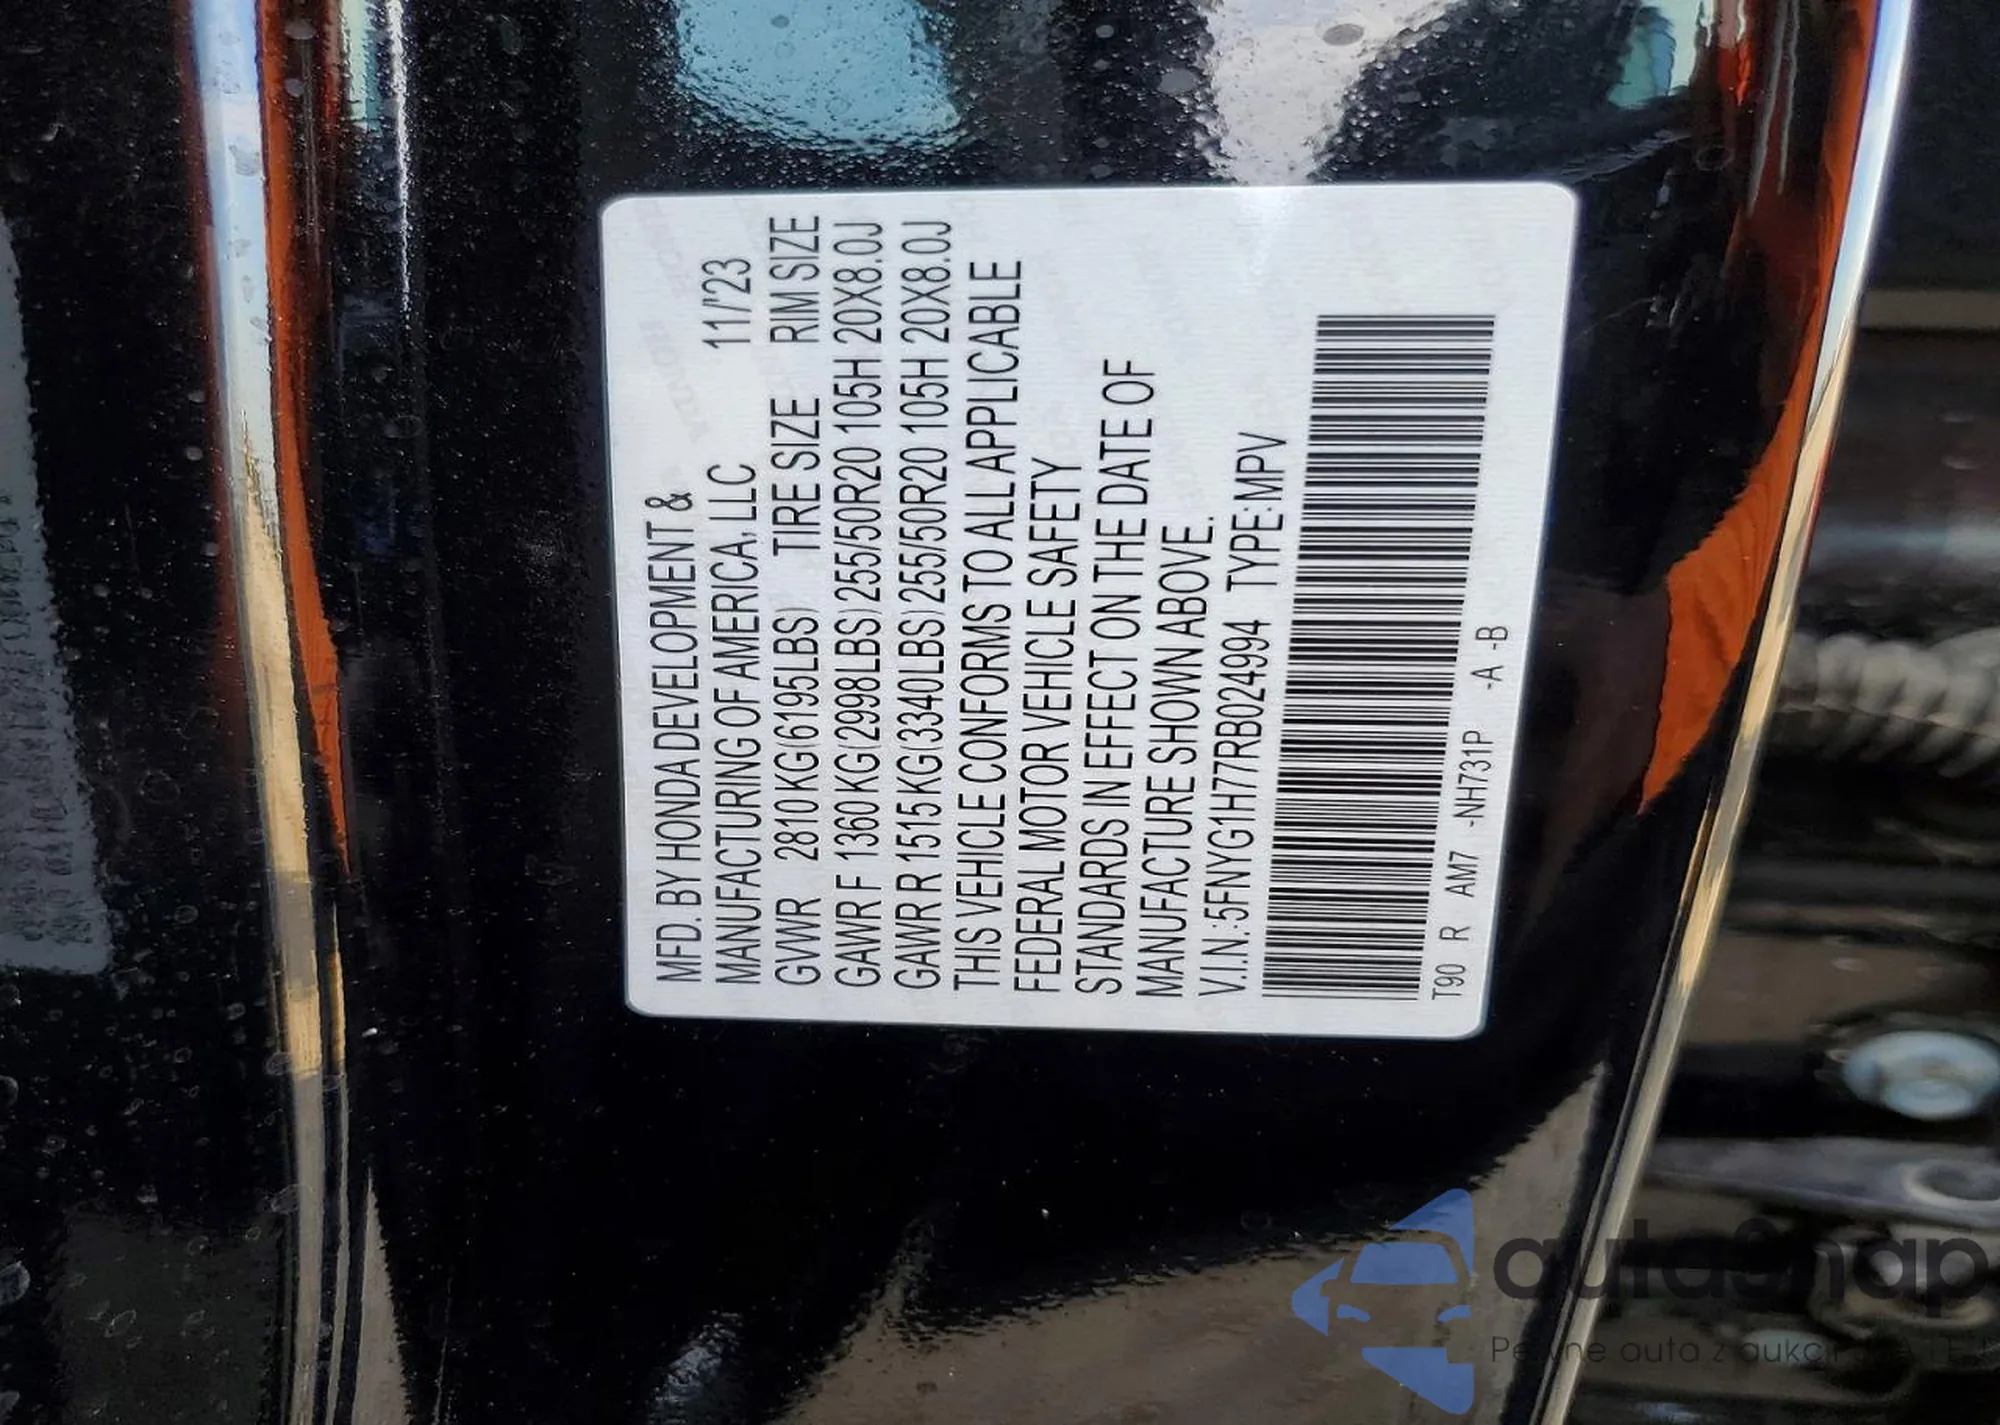 MFD. BY HONDA DEVELOPMENT &
MANUFACTURING OF AMERICA, LLC 11/'23
GVWR 2810 KG(6195LBS) TIRE SIZE RIM SIZE
GAWR F 1360 KG(2998LBS) 255/50R20 105H 20X8.0J
GAWR R 1515 KG(3340LBS) 255/50R20 105H 20X8.0J
THIS VEHICLE CONFORMS TO ALL APPLICABLE
FEDERAL MOTOR VEHICLE SAFETY
STANDARDS IN EFFECT ON THE DATE OF
MANUFACTURE SHOWN ABOVE.
V.I.N.:5FNYG1H77RB024994 TYPE:MPV
T90 R AM7 -NH731P -A -B
autoSnap
auta z aukcji